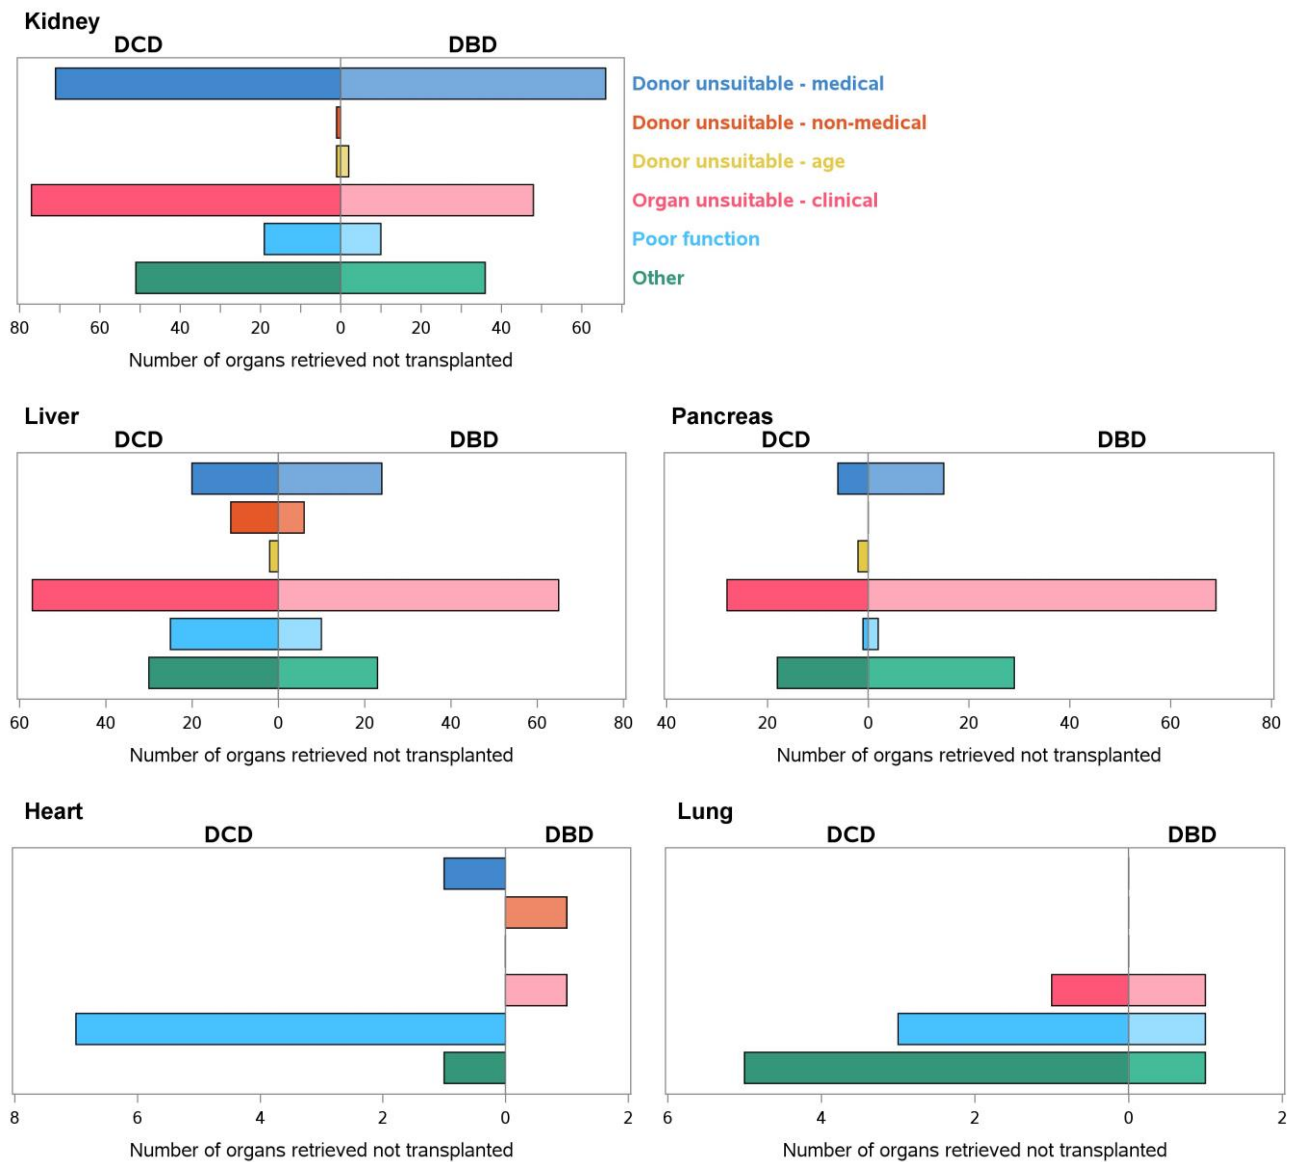 Kidney
DCD DBD
Donor unsuitable - medical
Donor unsuitable - non-medical
Donor unsuitable - age
Organ unsuitable - clinical
Poor function
Other
80 60 40 20 0 20 40 60
Number of organs retrieved not transplanted
Liver
DCD DBD
60 40 20 0 20 40 60 80
Number of organs retrieved not transplanted
Pancreas
DCD DBD
40 20 0 20 40 60 80
Number of organs retrieved not transplanted
Heart
DCD DBD
8 6 4 2 0 2
Number of organs retrieved not transplanted
Lung
DCD DBD
6 4 2 0 2
Number of organs retrieved not transplanted